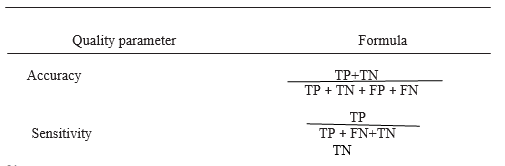 Quality parameter Formula
Accuracy TP+TN
TP + TN + FP + FN
TP
Sensitivity TP + FN+TN
TN